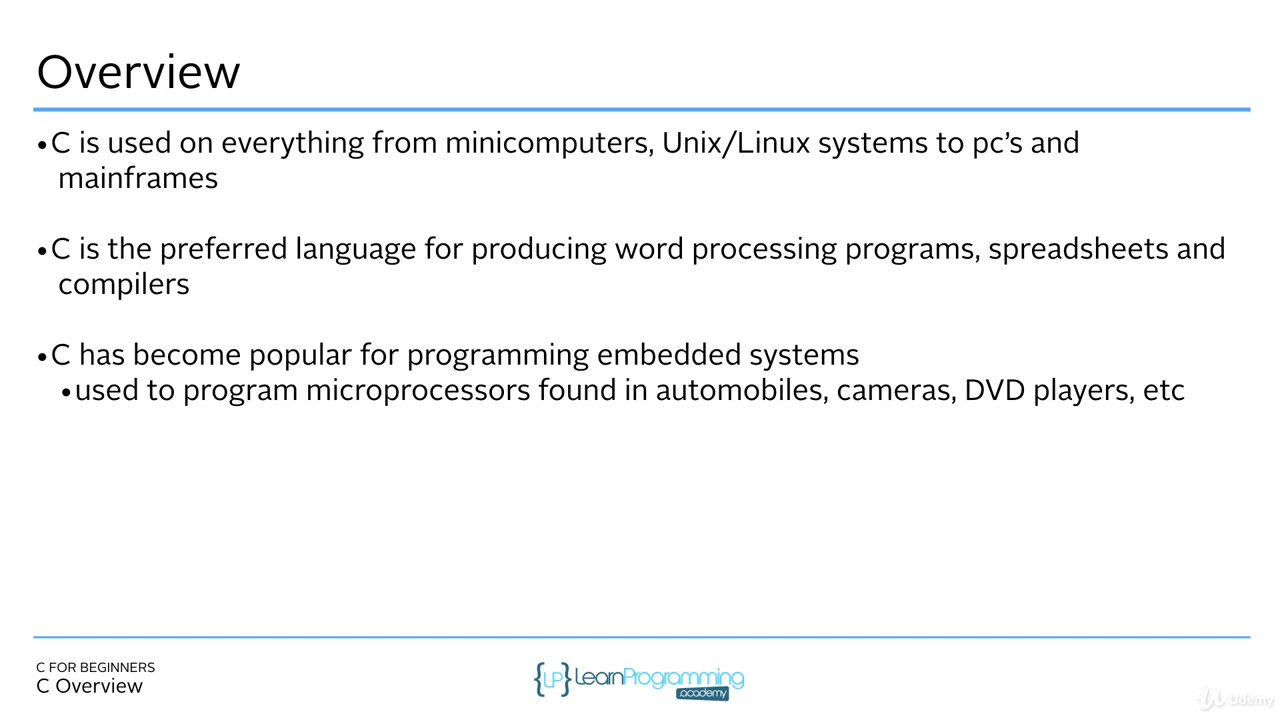 Overview
•C is used on everything from minicomputers, Unix/Linux systems to pc’s and
mainframes
•C is the preferred language for producing word processing programs, spreadsheets and
compilers
•C has become popular for programming embedded systems
•used to program microprocessors found in automobiles, cameras, DVD players, etc
C FOR BEGINNERS
C Overview
{LP} LearnProgramming
.academy
Udemy